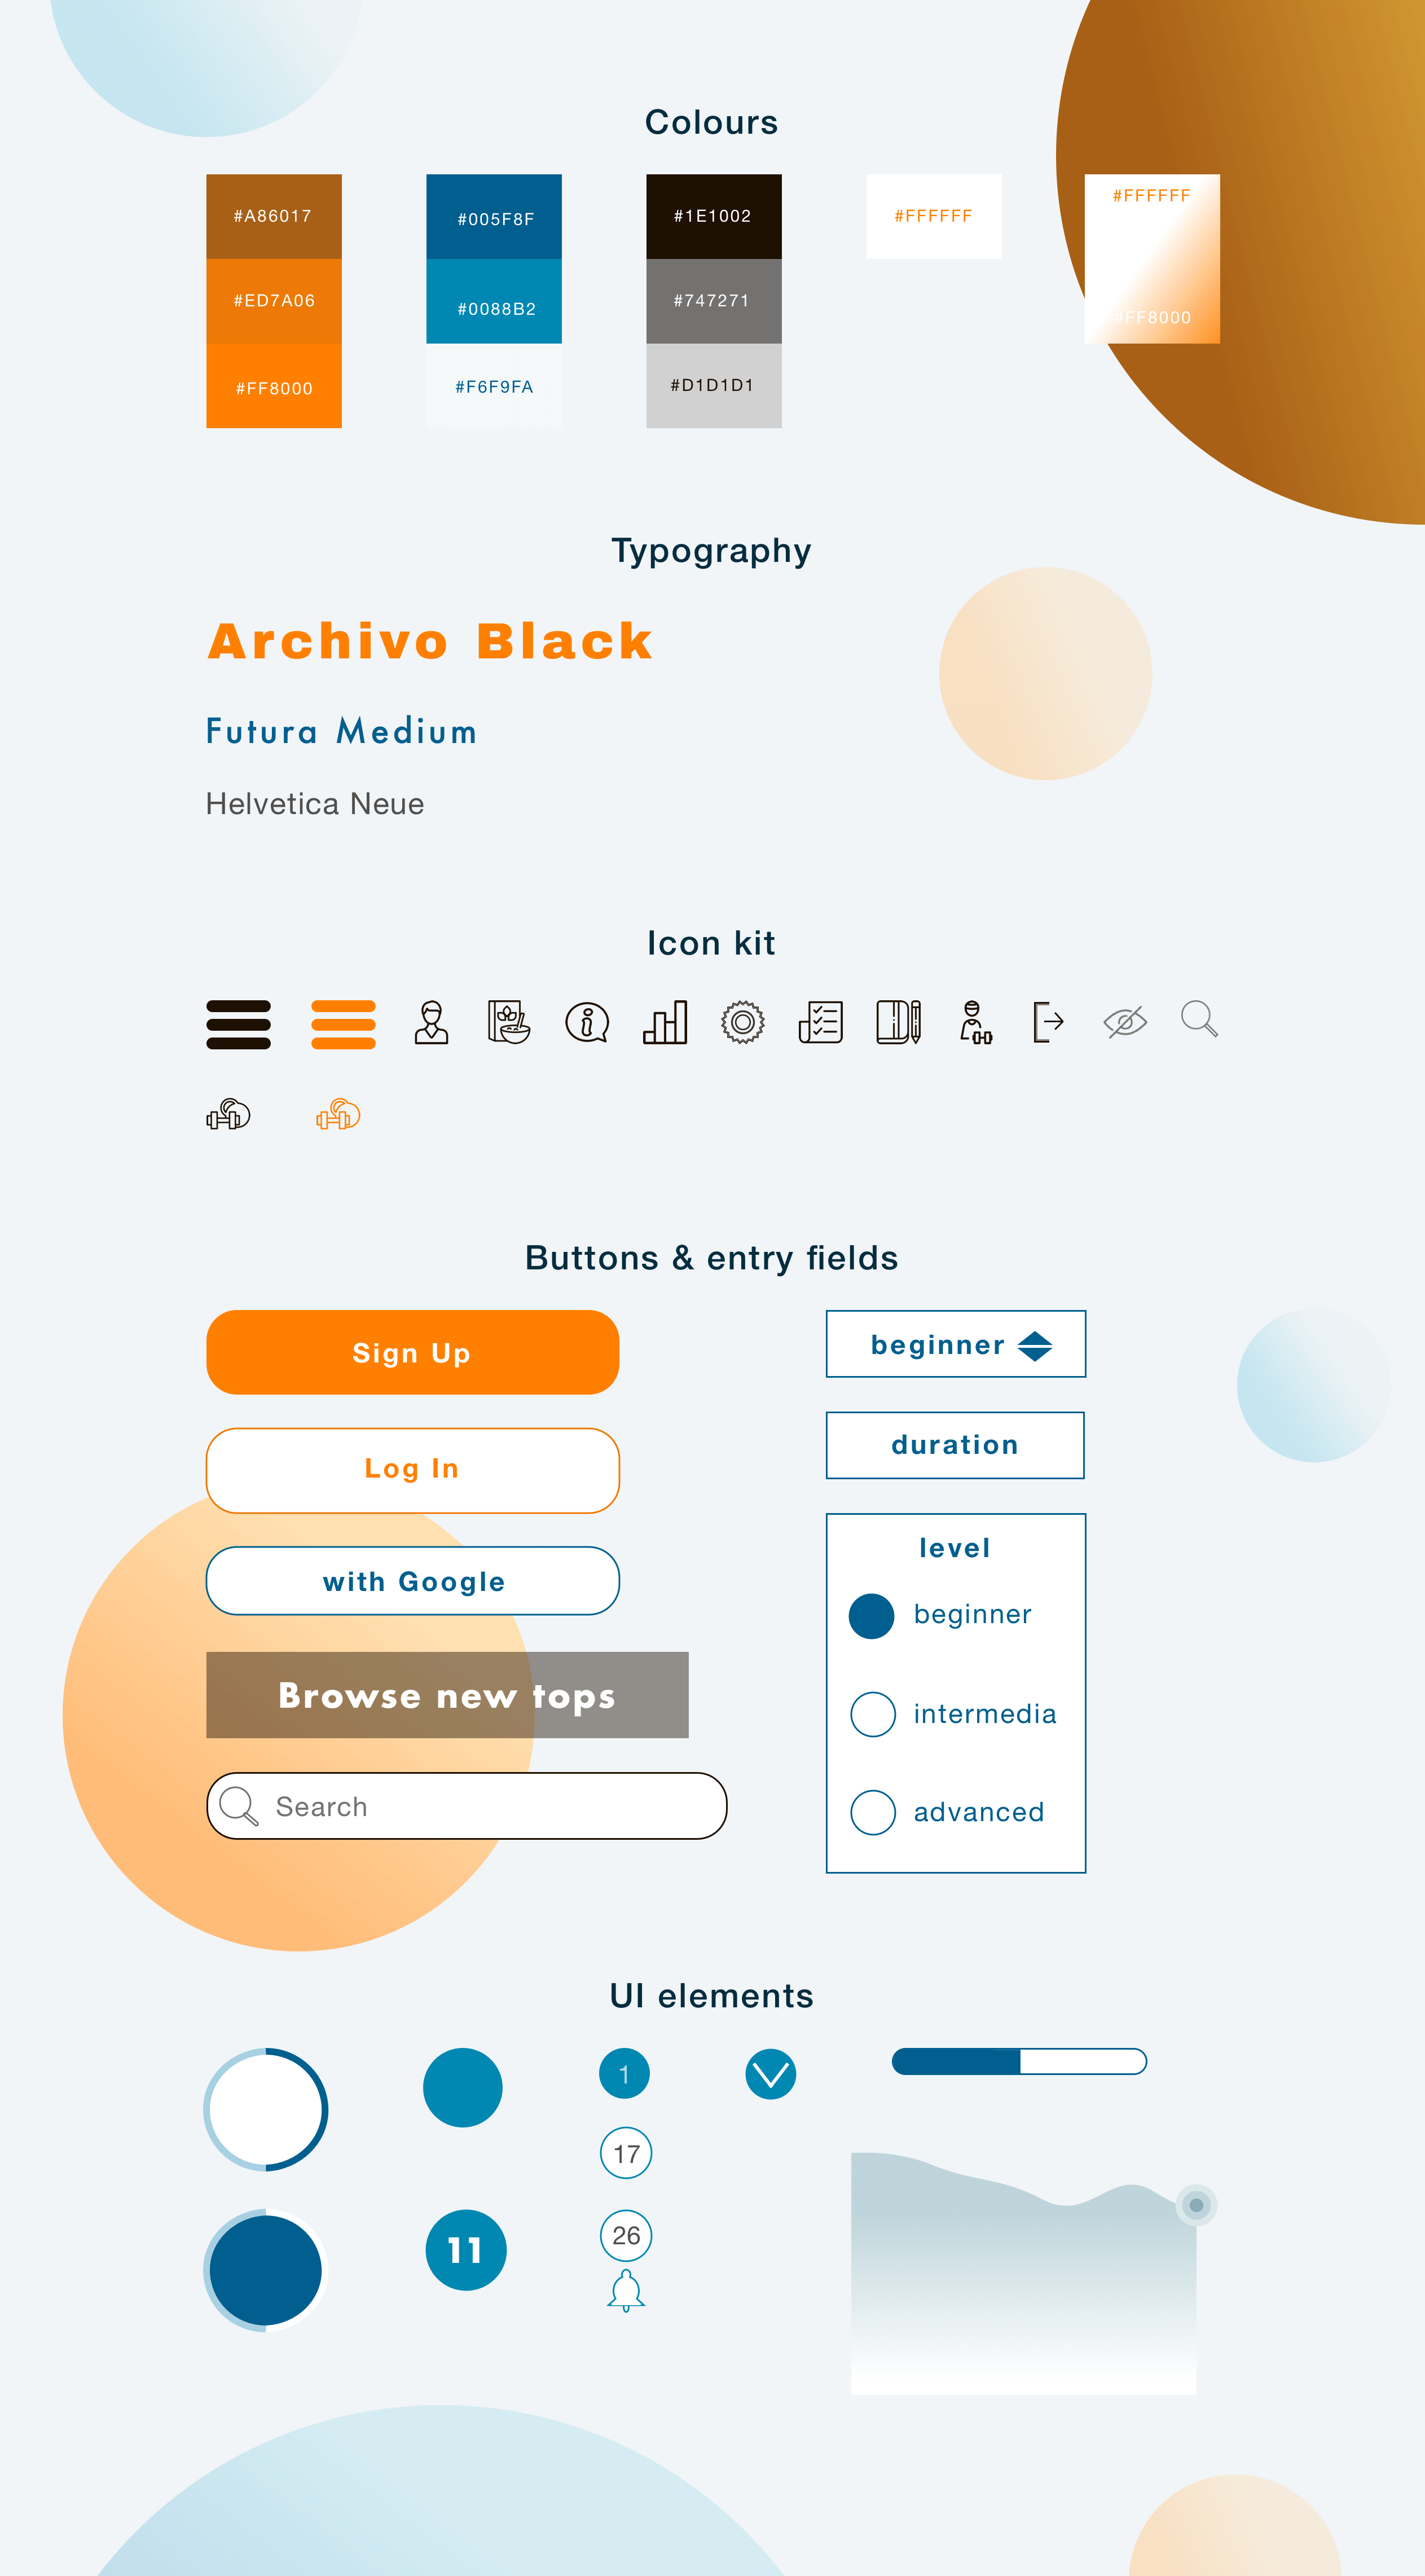 Colours
#A86017
#ED7A06
#FF8000
#005F8F
#0088B2
#F6F9FA
#1E1002
#747271
#D1D1D1
#FFFFFF
#FFFFFF
#FF8000
Typography
Archivo Black
Futura Medium
Helvetica Neue
Icon kit
Buttons & entry fields
Sign Up
Log In
with Google
Browse new tops
Search
beginner
duration
level
beginner
intermedia
advanced
UI elements
1
17
11
26